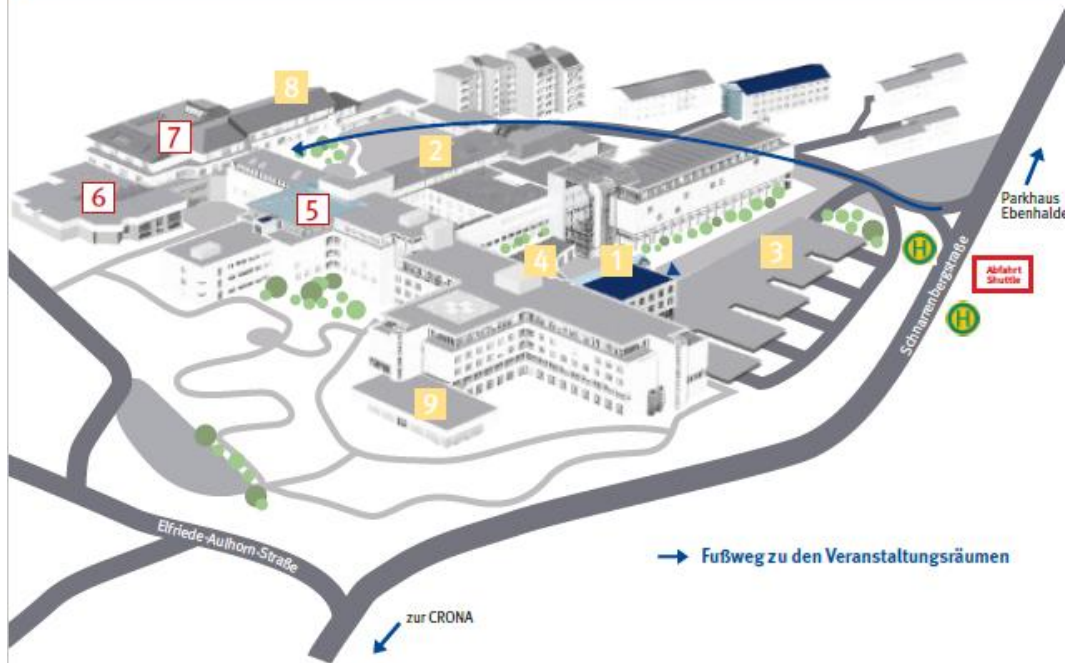 8
7
2
6
5
4
1
3
9
Parkhaus
Ebenhalde
H
Abfahrt
Shuttle
H
Schnarrenbergstraße
Elfriede-Aulhorn-Straße
Fußweg zu den Veranstaltungsräumen
zur CRONA